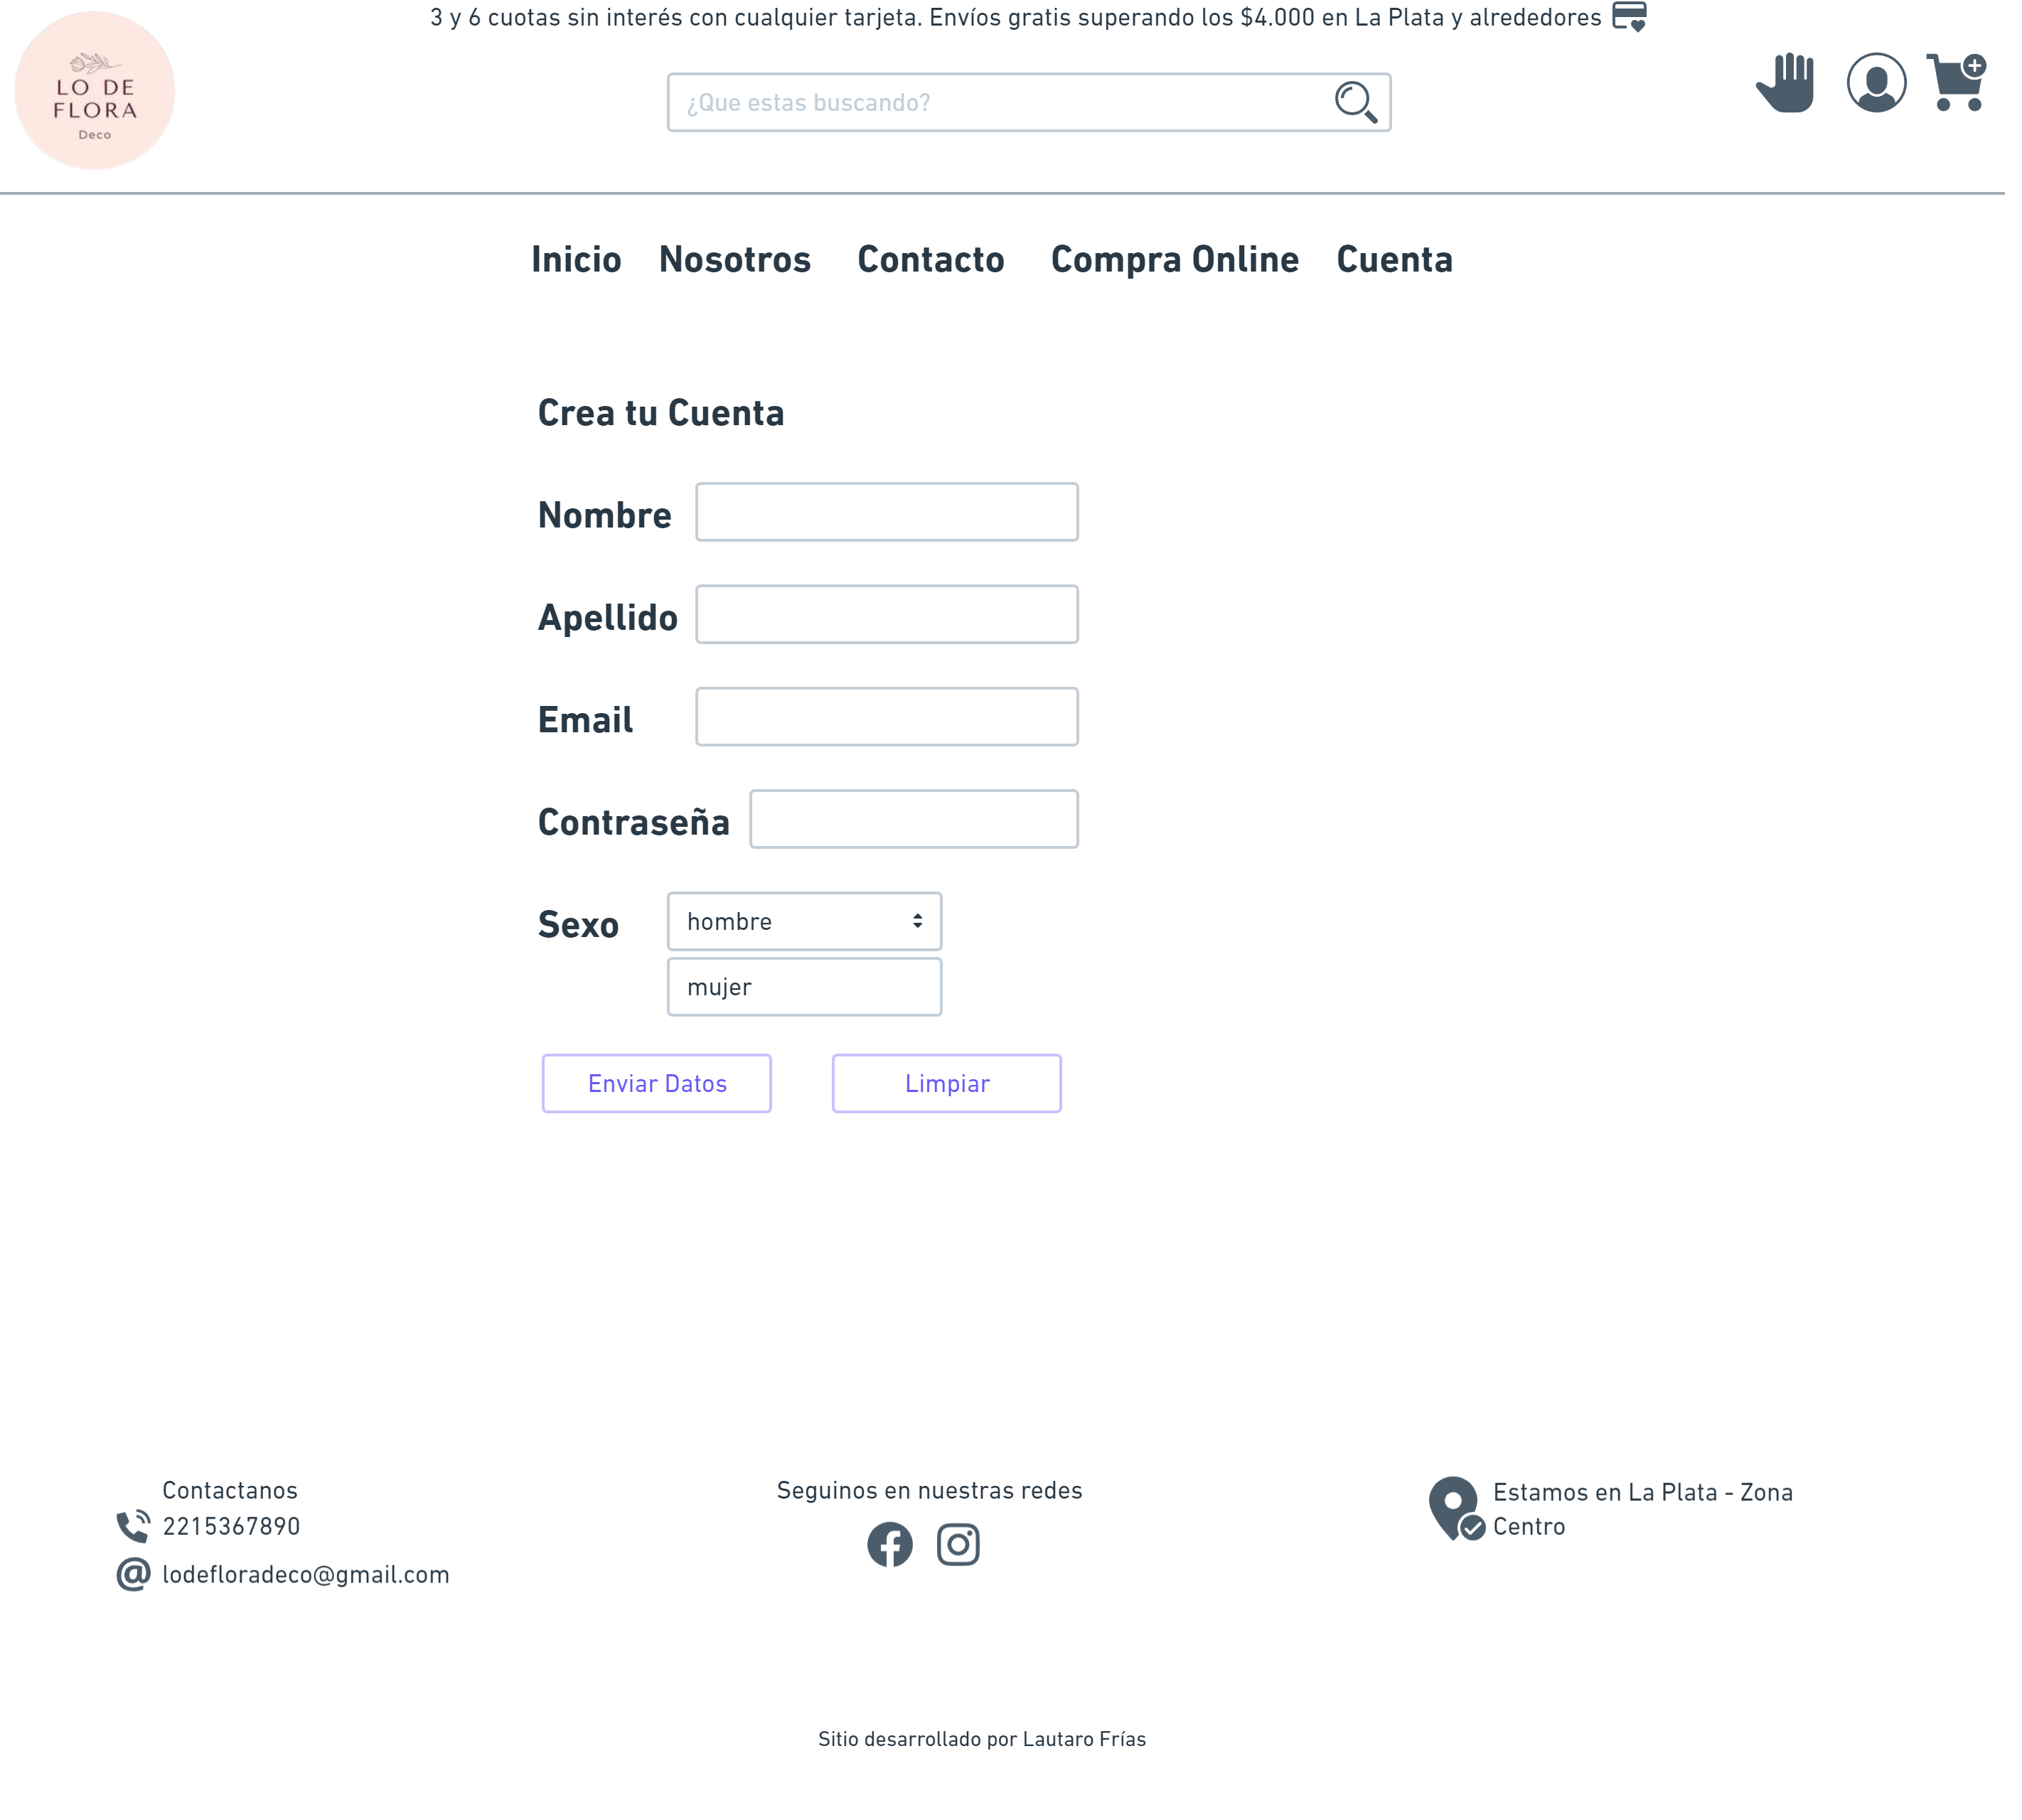 3 y 6 cuotas sin interés con cualquier tarjeta. Envíos gratis superando los $4.000 en La Plata y alrededores
LO DE
FLORA
Deco
¿Que estas buscando?
Inicio Nosotros Contacto Compra Online Cuenta
Crea tu Cuenta
Nombre
Apellido
Email
Contraseña
Sexo hombre
mujer
Enviar Datos Limpiar
Contactanos
2215367890
lodefloradeco@gmail.com
Seguinos en nuestras redes
Estamos en La Plata - Zona
Centro
Sitio desarrollado por Lautaro Frías